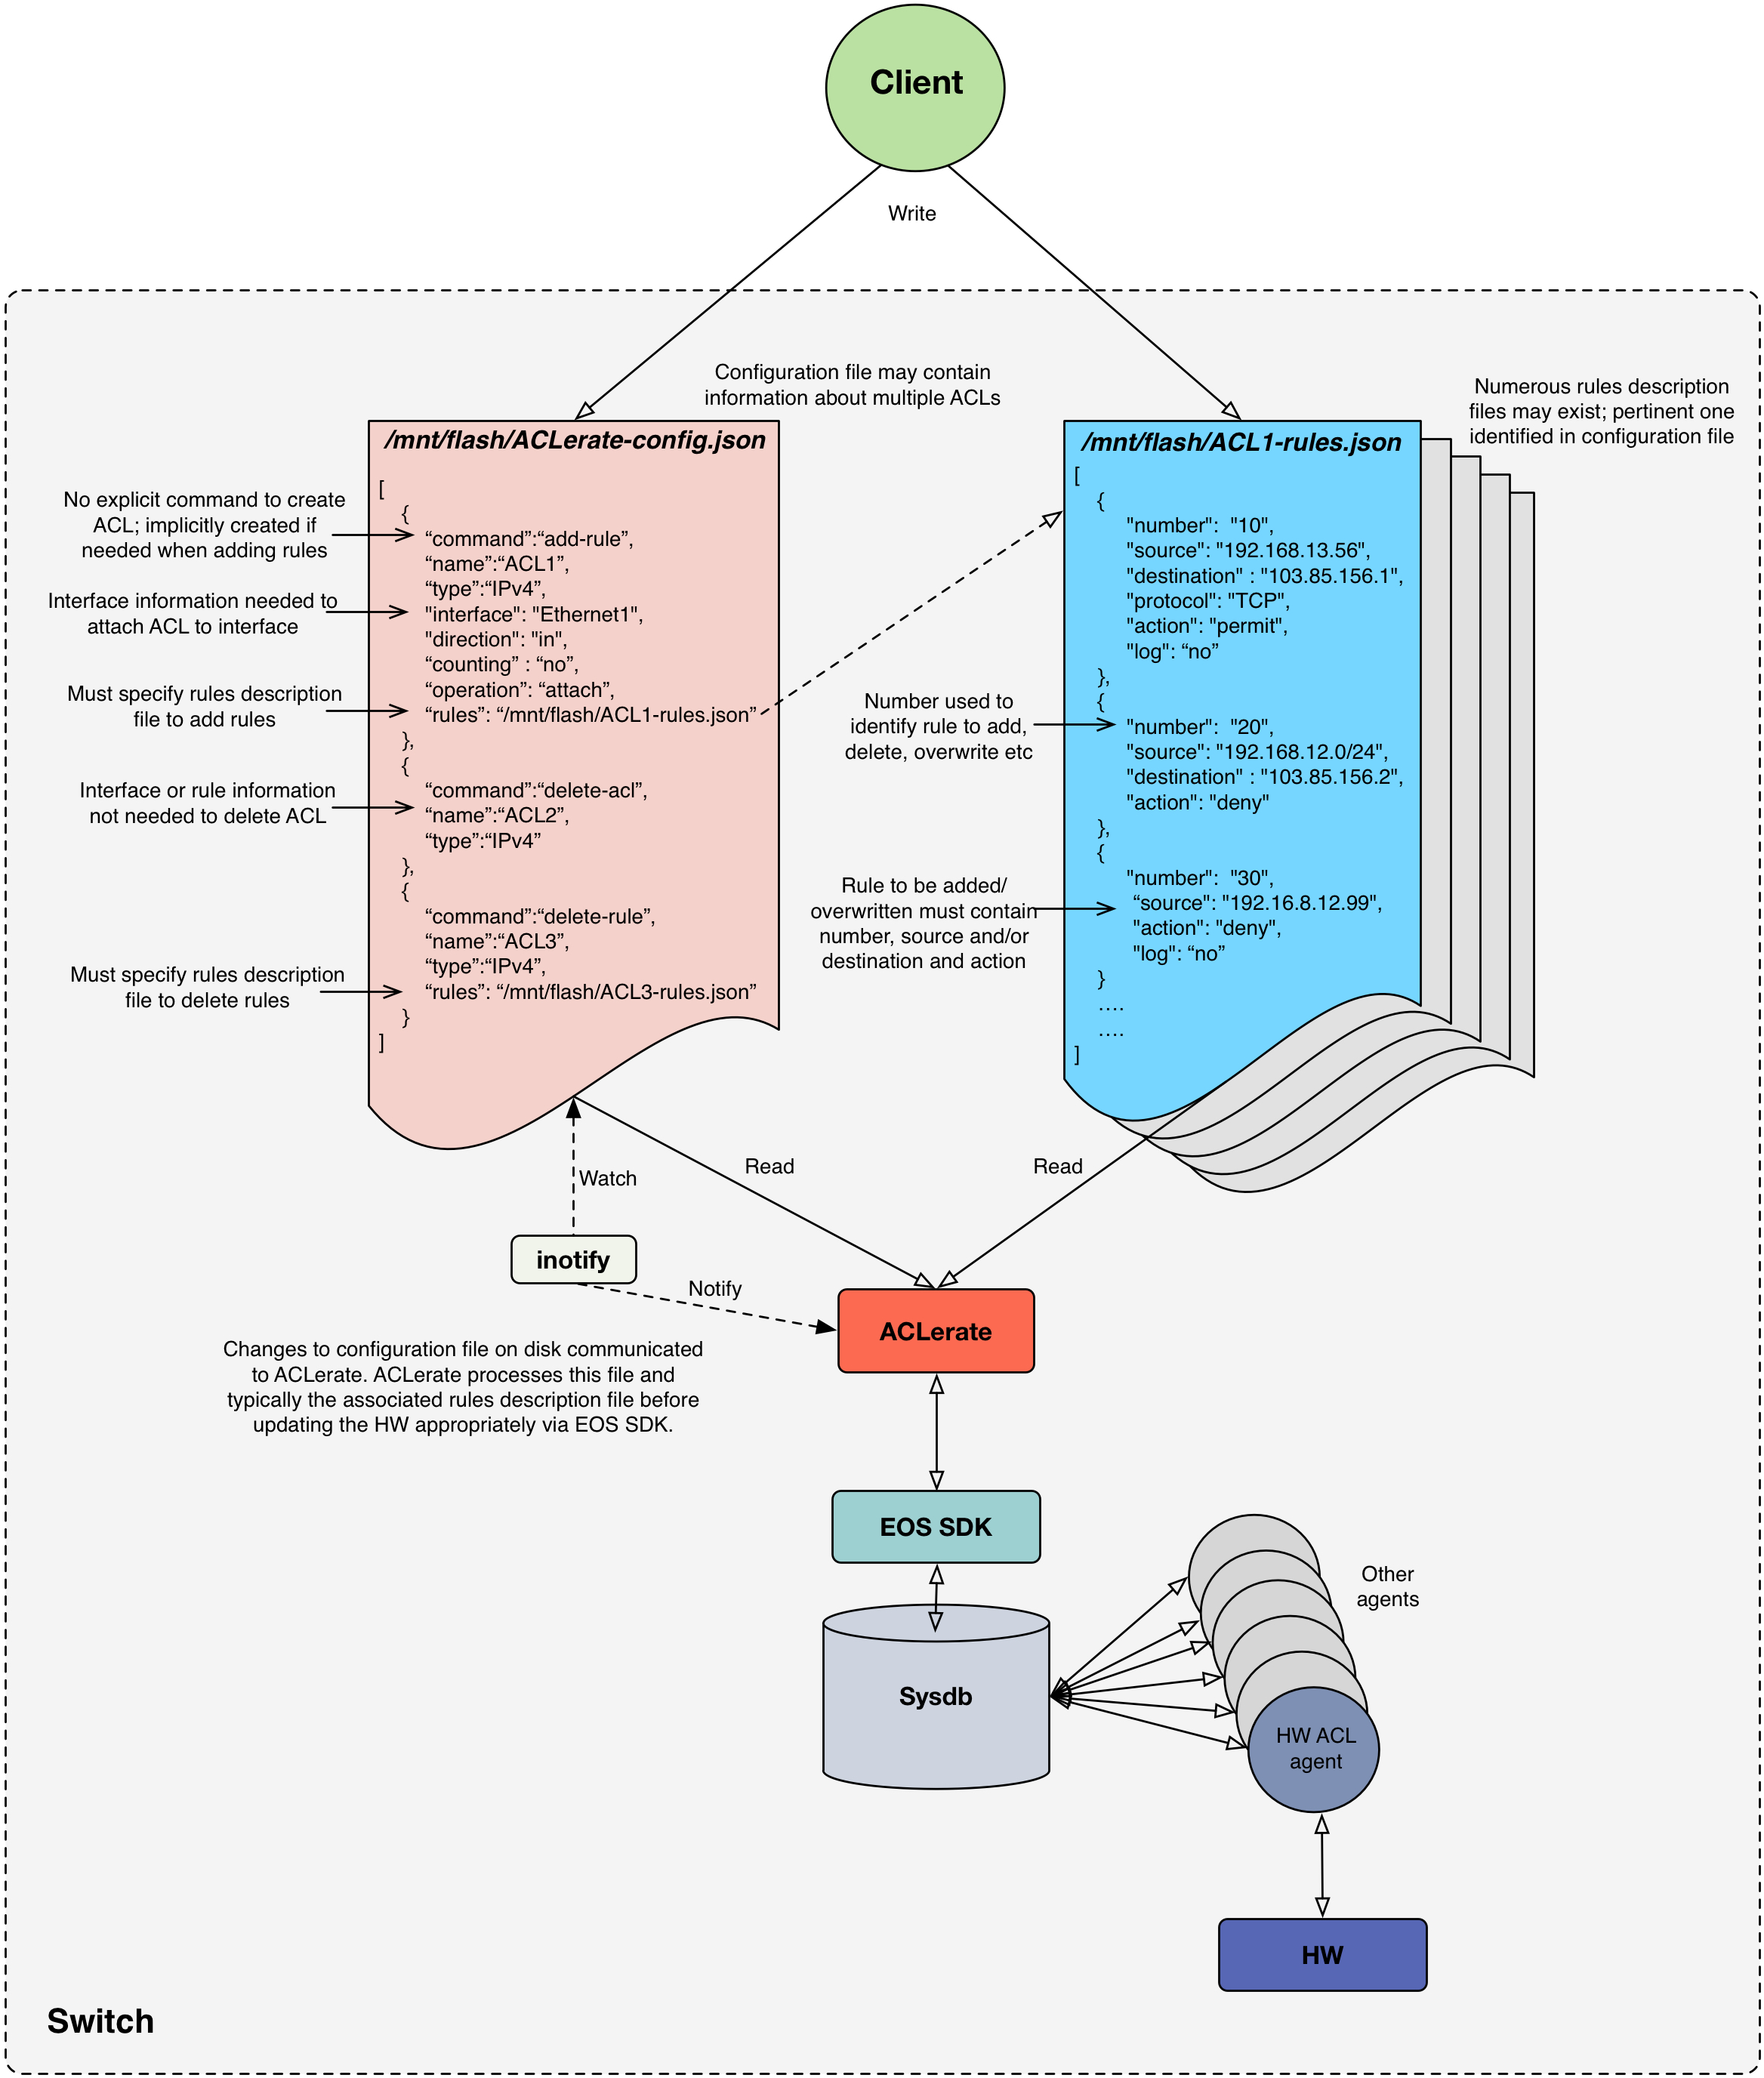 Client
Write
Configuration file may contain
information about multiple ACLs
Numerous rules description
files may exist; pertinent one
identified in configuration file
/mnt/flash/ACLerate-config.json
[
{
“command”:“add-rule”,
“name”:“ACL1”,
“type”:“IPv4”,
"interface": "Ethernet1",
"direction": "in",
“counting” : “no”,
“operation”: “attach”,
“rules”: “/mnt/flash/ACL1-rules.json”
},
{
“command”:“delete-acl”,
“name”:“ACL2”,
“type”:“IPv4”
},
{
“command”:“delete-rule”,
“name”:“ACL3”,
“type”:“IPv4”,
“rules”: “/mnt/flash/ACL3-rules.json”
}
]
No explicit command to create
ACL; implicitly created if
needed when adding rules
Interface information needed to
attach ACL to interface
Must specify rules description
file to add rules
Interface or rule information
not needed to delete ACL
Must specify rules description
file to delete rules
/mnt/flash/ACL1-rules.json
[
{
"number": "10",
"source": "192.168.13.56",
"destination" : "103.85.156.1",
"protocol": "TCP",
"action": "permit",
"log": “no”
},
{
"number": "20",
"source": "192.168.12.0/24",
"destination" : "103.85.156.2",
"action": "deny"
},
{
"number": "30",
“source": "192.16.8.12.99",
"action": "deny",
"log": “no”
}
....
....
]
Number used to
identify rule to add,
delete, overwrite etc
Rule to be added/
overwritten must contain
number, source and/or
destination and action
Watch
Read
Read
inotify
Notify
ACLerate
Changes to configuration file on disk communicated
to ACLerate. ACLerate processes this file and
typically the associated rules description file before
updating the HW appropriately via EOS SDK.
EOS SDK
Other
agents
Sysdb
HW ACL
agent
HW
Switch